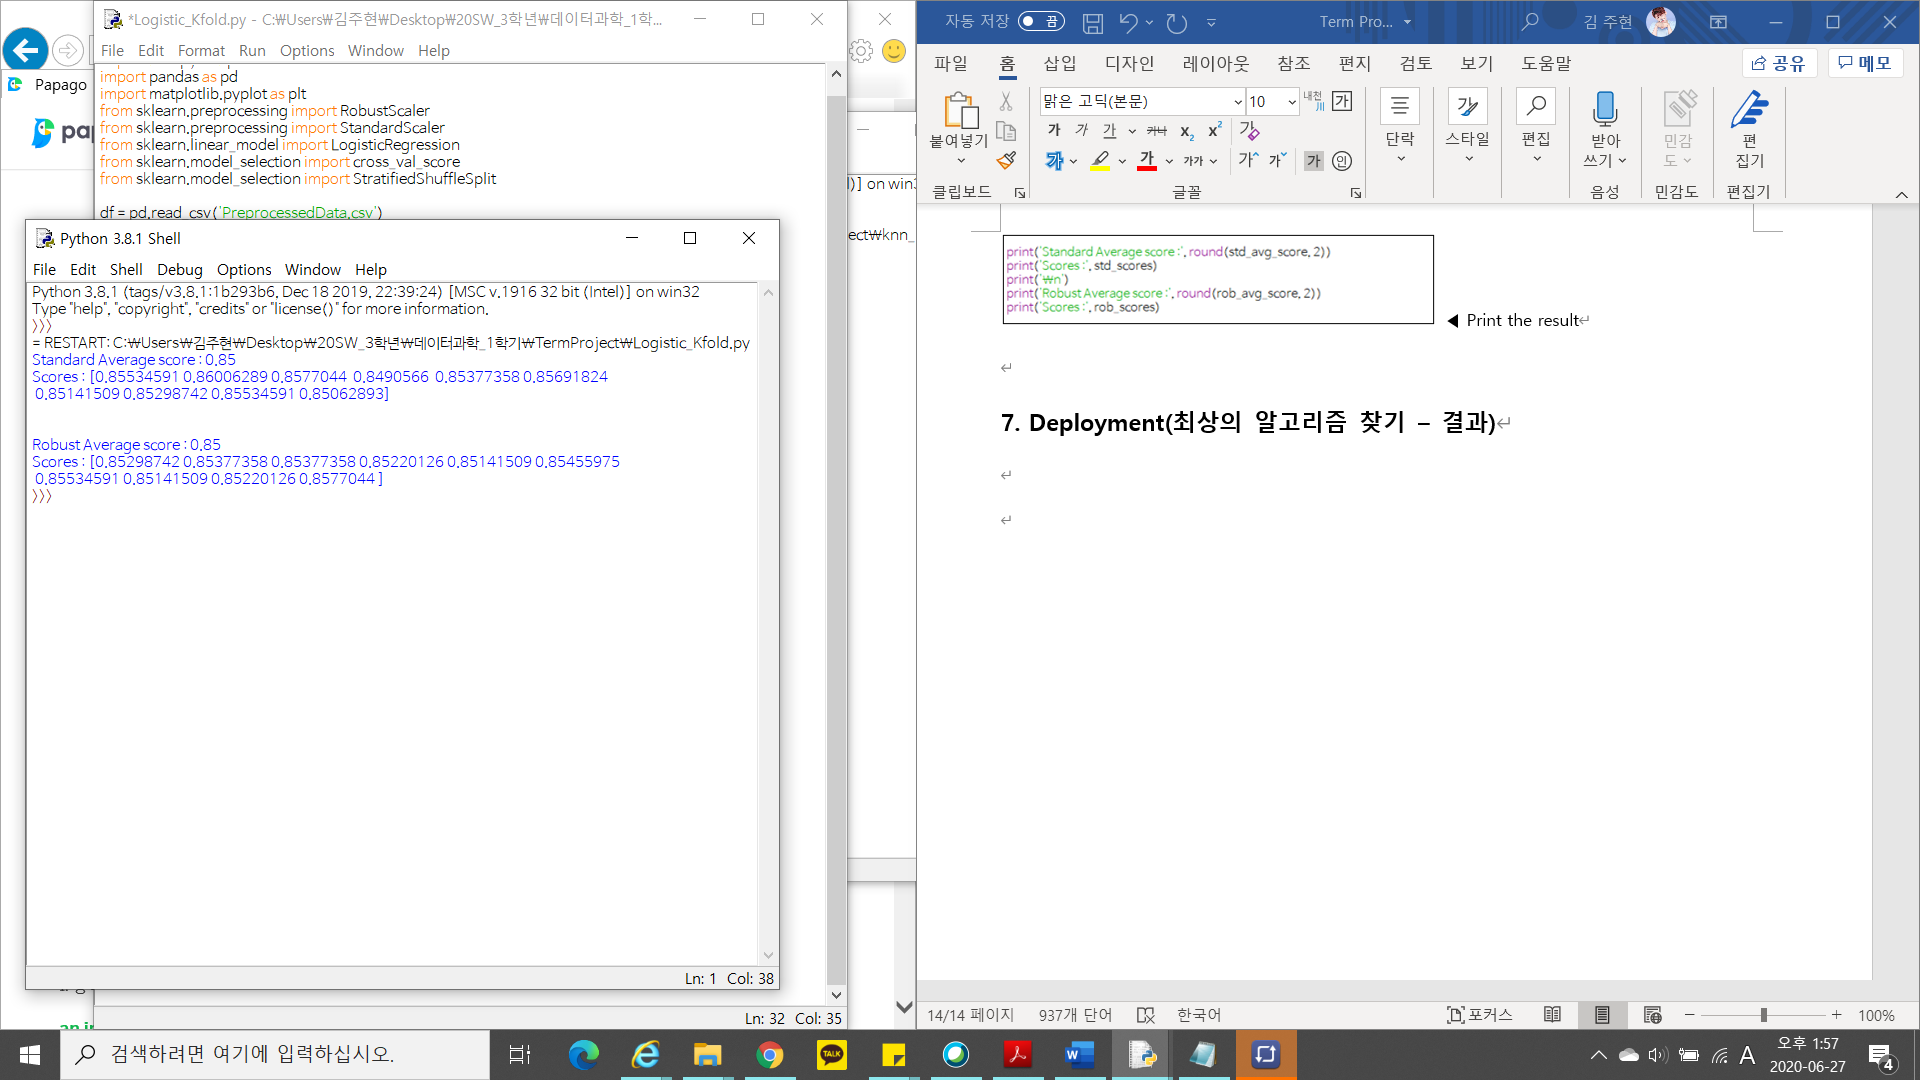 *Logistic_Kfold.py - C:₩Users₩김주현₩Desktop₩20SW_3학년₩데이터과학_1학기₩...
File Edit Format Run Options Window Help
Papago
import pandas as pd
import matplotlib.pyplot as plt
from sklearn.preprocessing import RobustScaler
from sklearn.preprocessing import StandardScaler
from sklearn.linear_model import LogisticRegression
from sklearn.model_selection import cross_val_score
from sklearn.model_selection import StratifiedShuffleSplit
df = pd.read_csv('PreprocessedData.csv')
)] on win3
ect₩knn_
Python 3.8.1 Shell
File Edit Shell Debug Options Window Help
Python 3.8.1 (tags/v3.8.1:1b293b6, Dec 18 2019, 22:39:24) [MSC v.1916 32 bit (Intel)] on win32
Type "help", "copyright", "credits" or "license()" for more information.
>>>
= RESTART: C:₩Users₩김주현₩Desktop₩20SW_3학년₩데이터과학_1학기₩TermProject₩Logistic_Kfold.py
Standard Average score : 0.85
Scores : [0.85534591 0.86006289 0.8577044 0.8490566 0.85377358 0.85691824
0.85141509 0.85298742 0.85534591 0.85062893]
Robust Average score : 0.85
Scores : [0.85298742 0.85377358 0.85377358 0.85220126 0.85141509 0.85455975
0.85534591 0.85141509 0.85220126 0.8577044 ]
>>>
Ln: 1 Col: 38
Ln: 32 Col: 35
자동 저장 끔 Term Pro... 김 주현
파일 홈 삽입 디자인 레이아웃 참조 편지 검토 보기 도움말 공유 메모
맑은 고딕(본문) 10
붙여넣기
단락 스타일 편집 받아쓰기 민감도 편집기
클립보드 글꼴 음성 민감도 편집기
print('Standard Average score :', round(std_avg_score, 2))
print('Scores :', std_scores)
print('₩n')
print('Robust Average score :', round(rob_avg_score, 2))
print('Scores :', rob_scores)
◀ Print the result
7. Deployment(최상의 알고리즘 찾기 – 결과)
14/14 페이지 937개 단어 한국어 포커스 100%
검색하려면 여기에 입력하십시오.
TALK
A
오후 1:57
2020-06-27
4